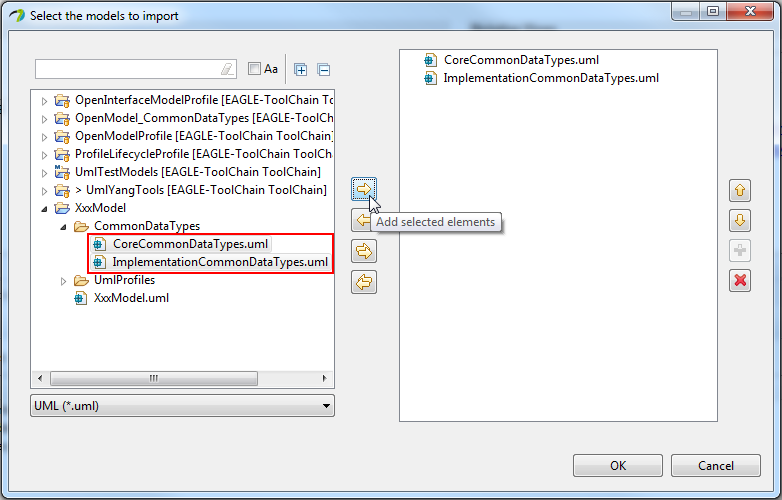 Select the models to import
Aa
OpenInterfaceModelProfile [EAGLE-ToolChain To
OpenModel_CommonDataTypes [EAGLE-ToolChain
OpenModelProfile [EAGLE-ToolChain ToolChain]
ProfileLifecycleProfile [EAGLE-ToolChain ToolCha
UmlTestModels [EAGLE-ToolChain ToolChain]
> UmlYangTools [EAGLE-ToolChain ToolChain]
XxxModel
CommonDataTypes
CoreCommonDataTypes.uml
ImplementationCommonDataTypes.uml
UmlProfiles
XxxModel.uml
UML (*.uml)
Add selected elements
CoreCommonDataTypes.uml
ImplementationCommonDataTypes.uml
OK
Cancel